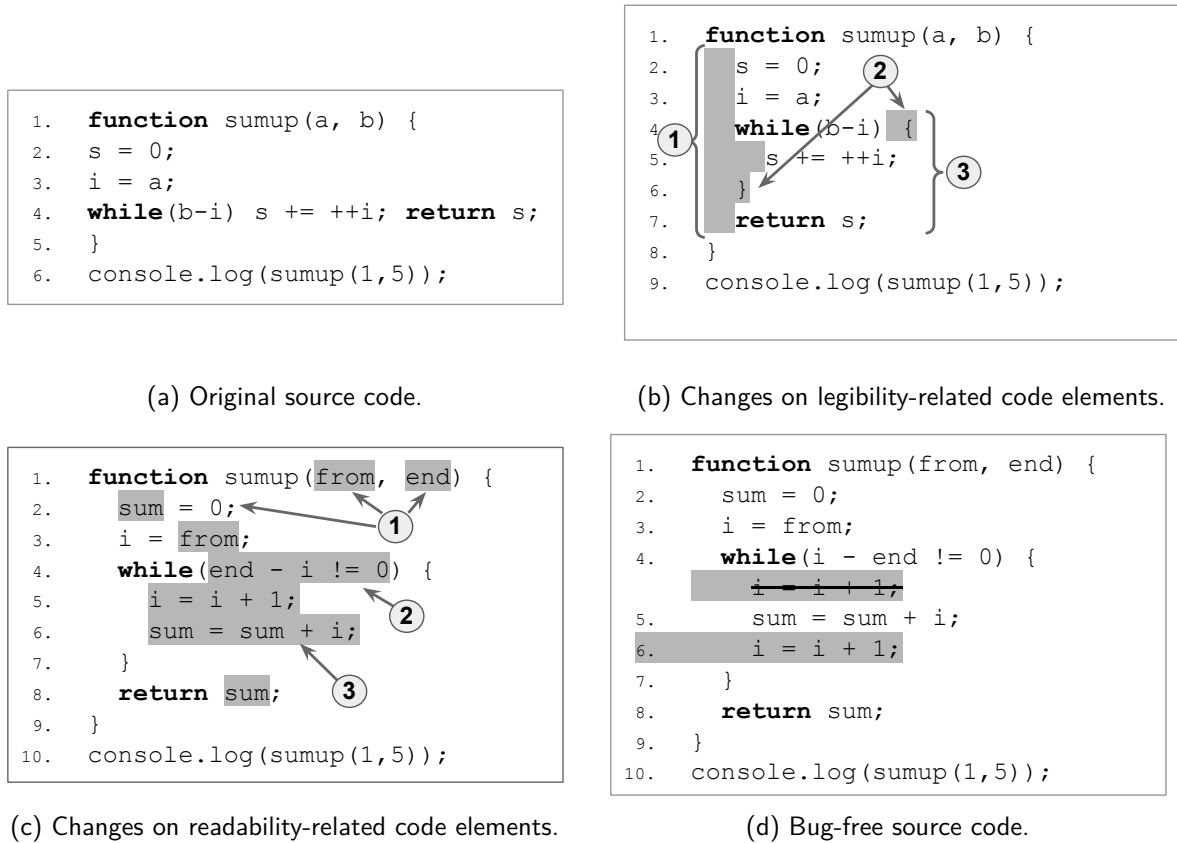 1. function sumup(a, b) {
2. s = 0;
3. i = a;
4. while(b-i) s += ++i; return s;
5. }
6. console.log(sumup(1,5));
(a) Original source code.
1. function sumup(a, b) {
2. s = 0;
3. i = a;
4. while(b-i) {
5. s += ++i;
6. }
7. return s;
8. }
9. console.log(sumup(1,5));
1
2
3
(b) Changes on legibility-related code elements.
1. function sumup(from, end) {
2. sum = 0;
3. i = from;
4. while(end - i != 0) {
5. i = i + 1;
6. sum = sum + i;
7. }
8. return sum;
9. }
10. console.log(sumup(1,5));
1
2
3
(c) Changes on readability-related code elements.
1. function sumup(from, end) {
2. sum = 0;
3. i = from;
4. while(i - end != 0) {
i = i + 1;
5. sum = sum + i;
6. i = i + 1;
7. }
8. return sum;
9. }
10. console.log(sumup(1,5));
(d) Bug-free source code.